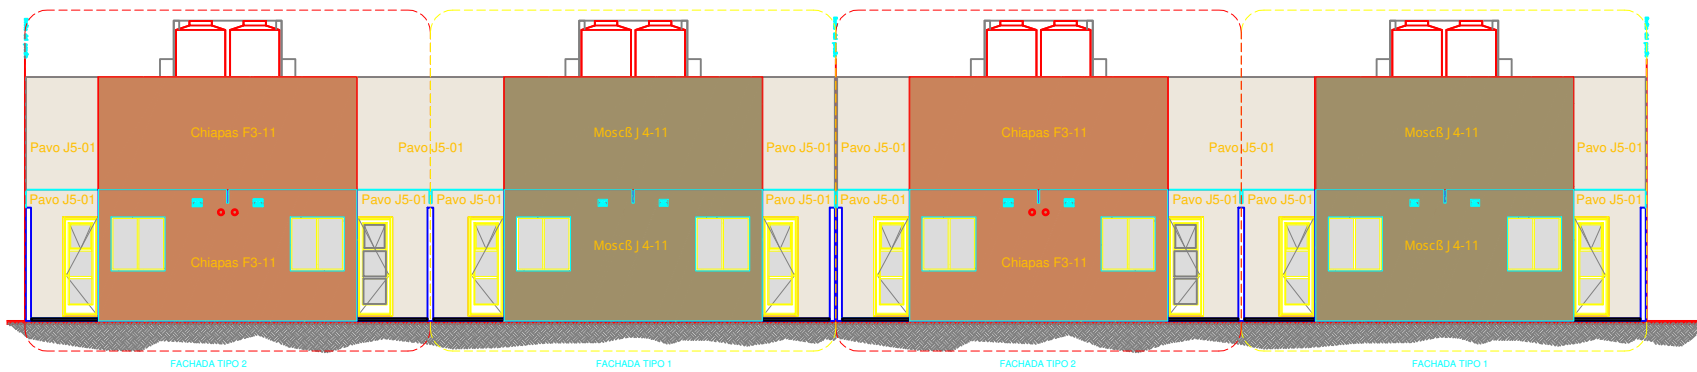 Chiapas F3-11
Moscß J 4-11
Chiapas F3-11
Moscß J 4-11
Pavo J5-01
Pavo J5-01
Pavo J5-01
Pavo J5-01
Pavo J5-01
Pavo J5-01
Pavo J5-01
Pavo J5-01
Pavo J5-01
Pavo J5-01
Pavo J5-01
Pavo J5-01
Pavo J5-01
Pavo J5-01
Chiapas F3-11
Moscß J 4-11
Chiapas F3-11
Moscß J 4-11
FACHADA TIPO 2
FACHADA TIPO 1
FACHADA TIPO 2
FACHADA TIPO 1